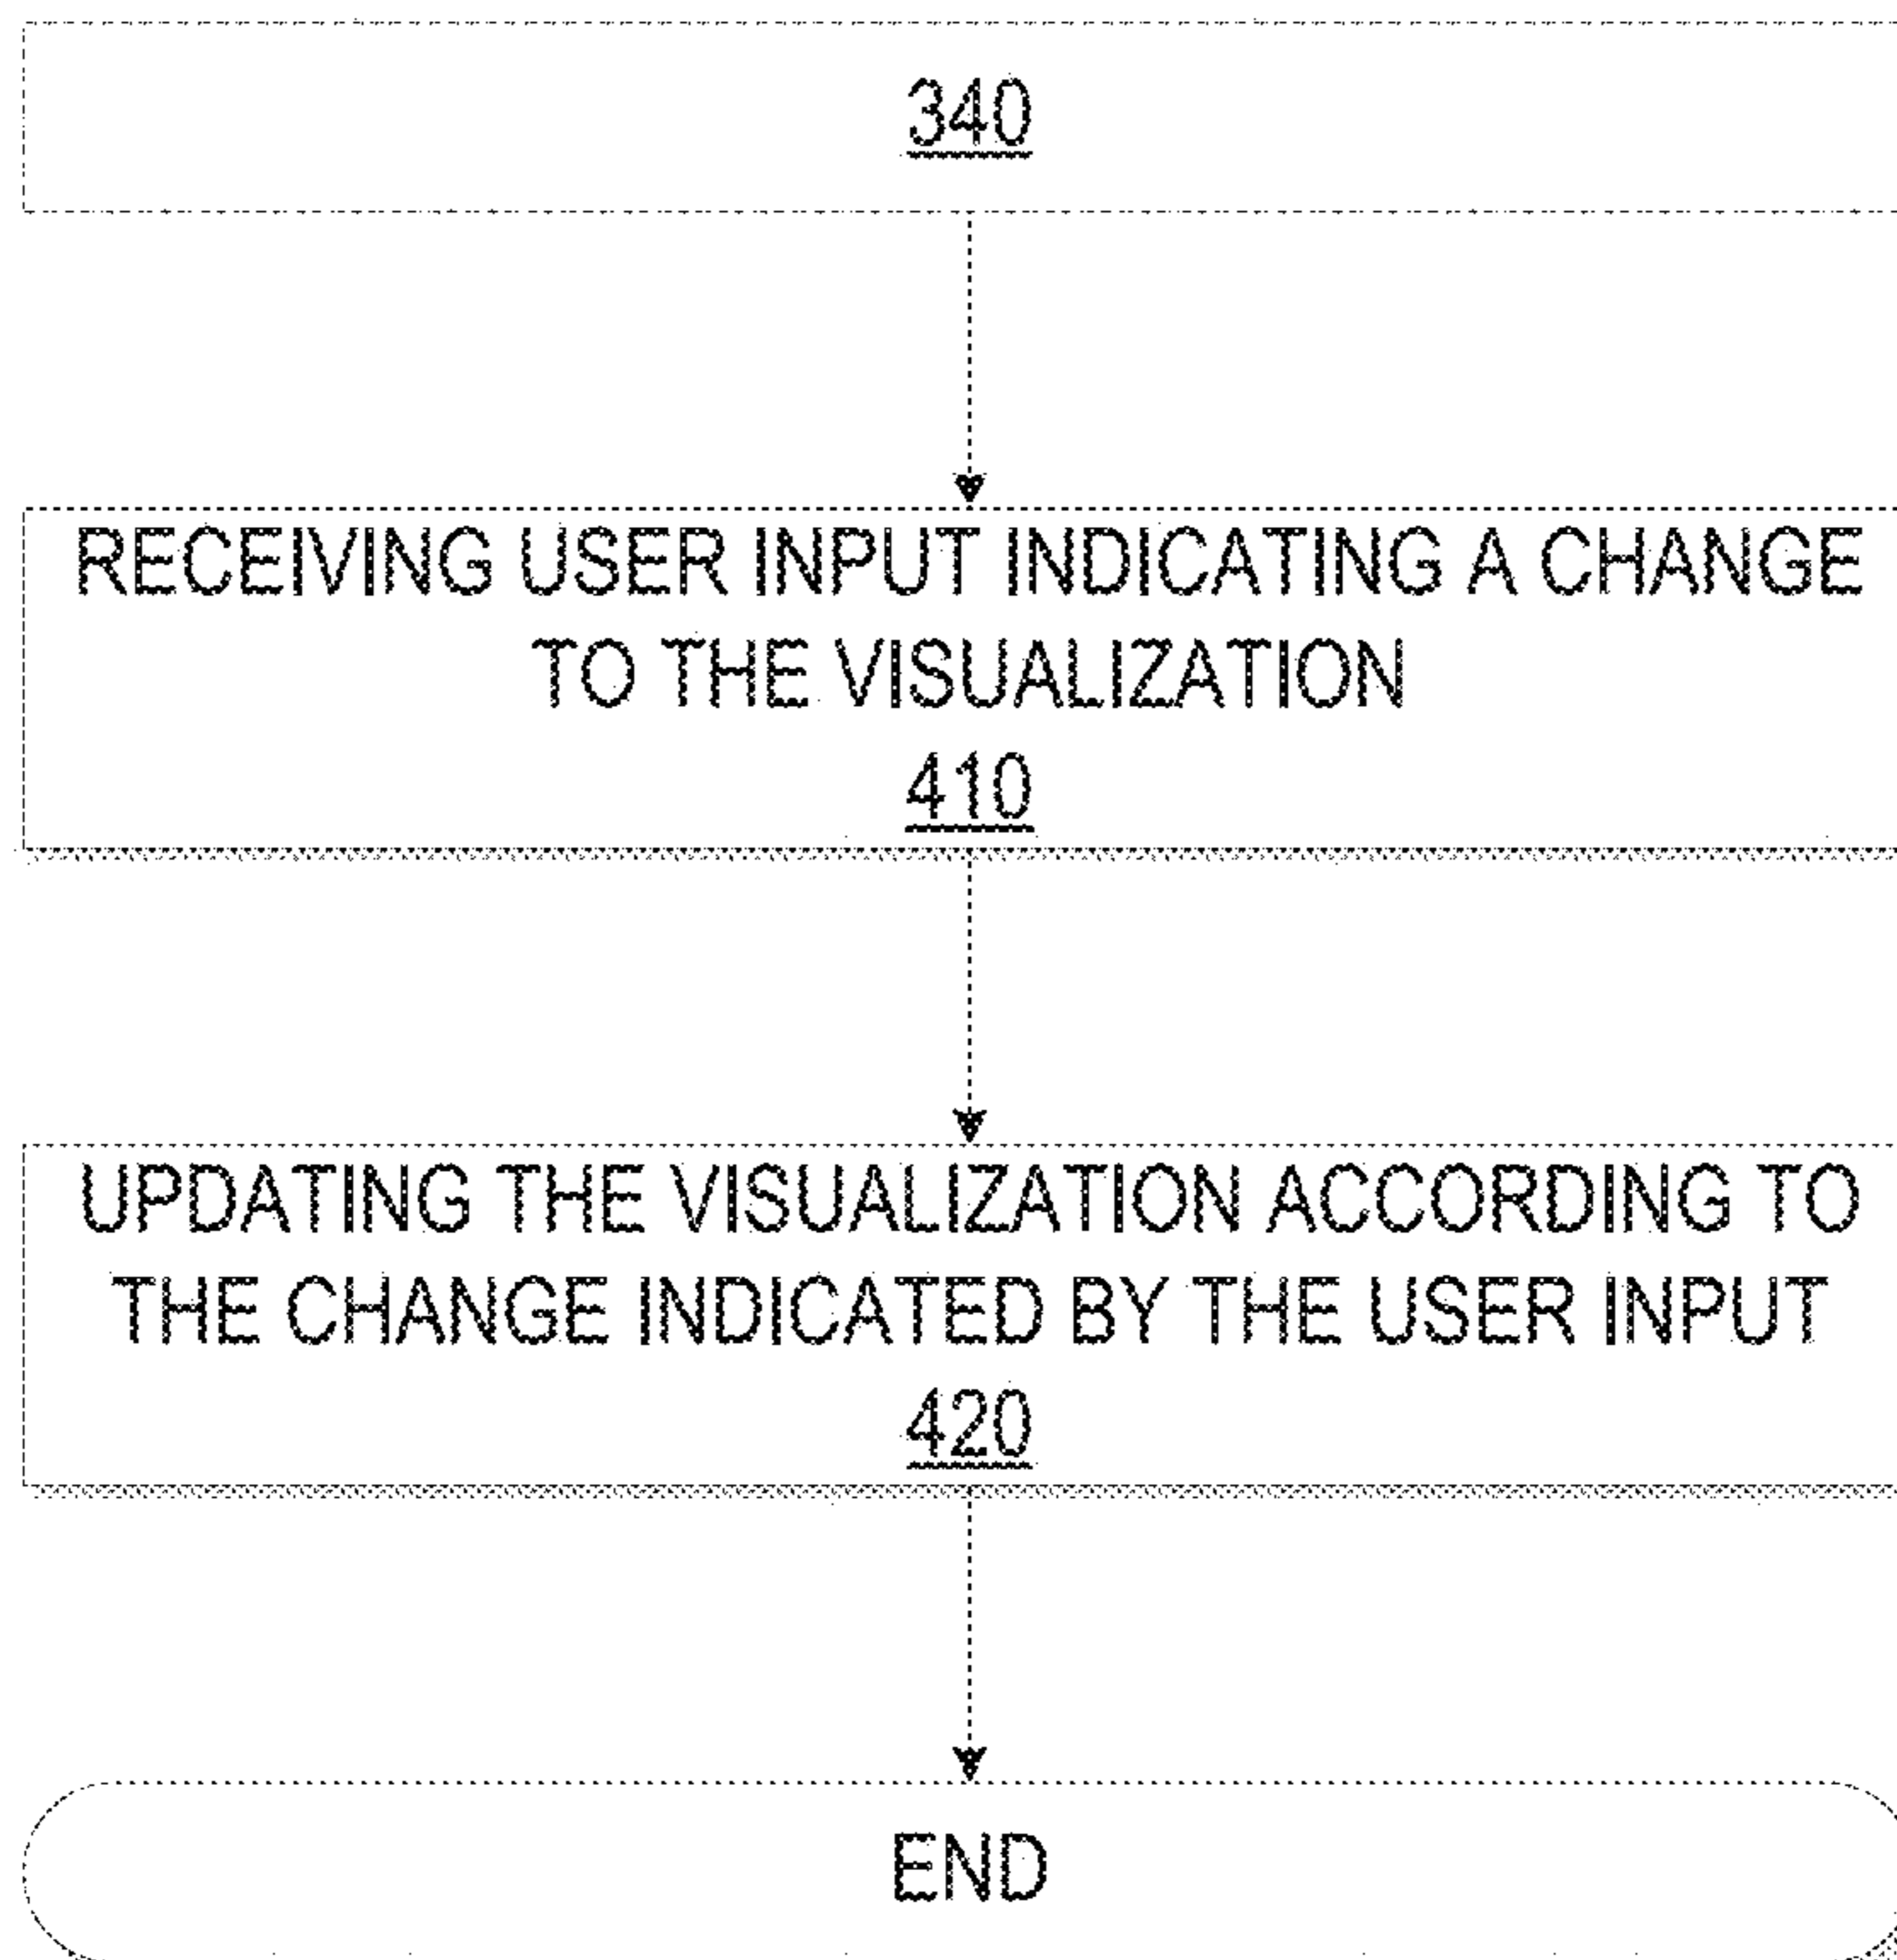 340
RECEIVING USER INPUT INDICATING A CHANGE
TO THE VISUALIZATION
410
UPDATING THE VISUALIZATION ACCORDING TO
THE CHANGE INDICATED BY THE USER INPUT
420
END